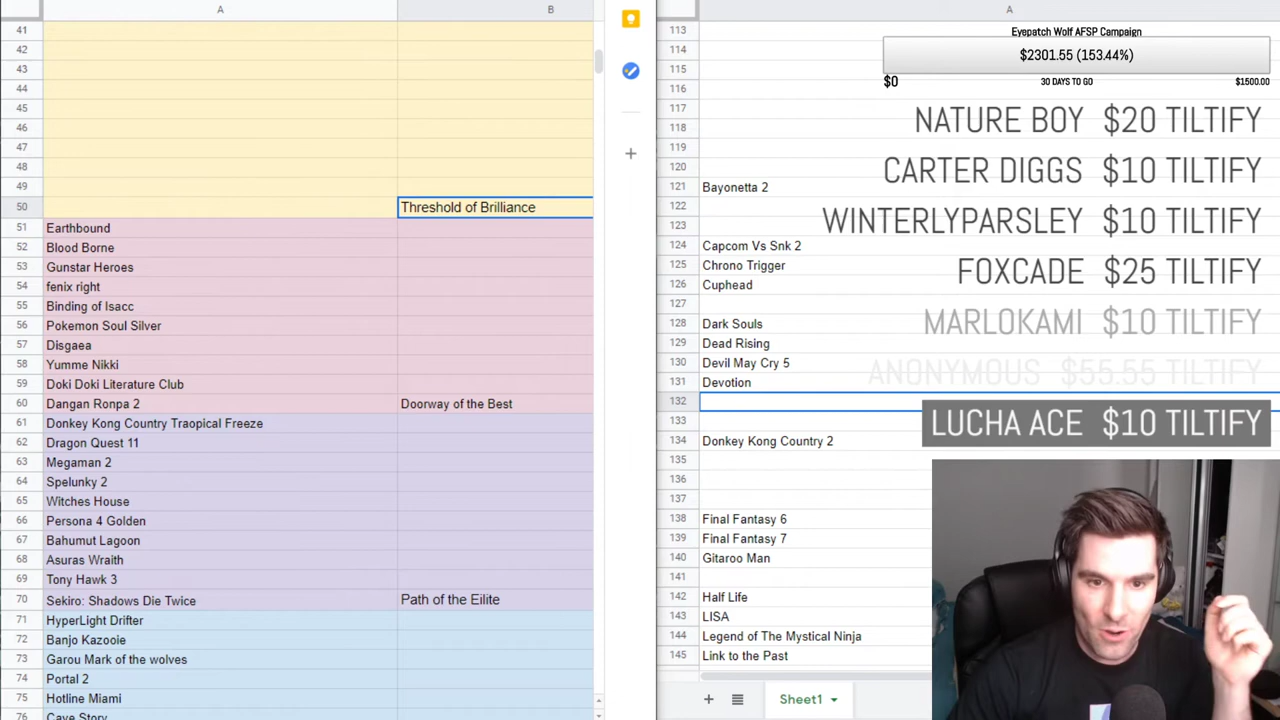 A
B
41
42
43
44
45
46
47
48
49
50 Threshold of Brilliance
51 Earthbound
52 Blood Borne
53 Gunstar Heroes
54 fenix right
55 Binding of Isacc
56 Pokemon Soul Silver
57 Disgaea
58 Yumme Nikki
59 Doki Doki Literature Club
60 Dangan Ronpa 2 Doorway of the Best
61 Donkey Kong Country Traopical Freeze
62 Dragon Quest 11
63 Megaman 2
64 Spelunky 2
65 Witches House
66 Persona 4 Golden
67 Bahumut Lagoon
68 Asuras Wraith
69 Tony Hawk 3
70 Sekiro: Shadows Die Twice Path of the Eilite
71 HyperLight Drifter
72 Banjo Kazooie
73 Garou Mark of the wolves
74 Portal 2
75 Hotline Miami
76 Cave Story
A
113
114
115
116
117
118
119
120
121 Bayonetta 2
122
123
124 Capcom Vs Snk 2
125 Chrono Trigger
126 Cuphead
127
128 Dark Souls
129 Dead Rising
130 Devil May Cry 5
131 Devotion
132
133
134 Donkey Kong Country 2
135
136
137
138 Final Fantasy 6
139 Final Fantasy 7
140 Gitaroo Man
141
142 Half Life
143 LISA
144 Legend of The Mystical Ninja
145 Link to the Past
Sheet1
Eyepatch Wolf AFSP Campaign
$2301.55 (153.44%)
$0 30 DAYS TO GO $1500.00
NATURE BOY $20 TILTIFY
CARTER DIGGS $10 TILTIFY
WINTERLYPARSLEY $10 TILTIFY
FOXCADE $25 TILTIFY
MARLOKAMI $10 TILTIFY
ANONYMOUS $55.55 TILTIFY
LUCHA ACE $10 TILTIFY